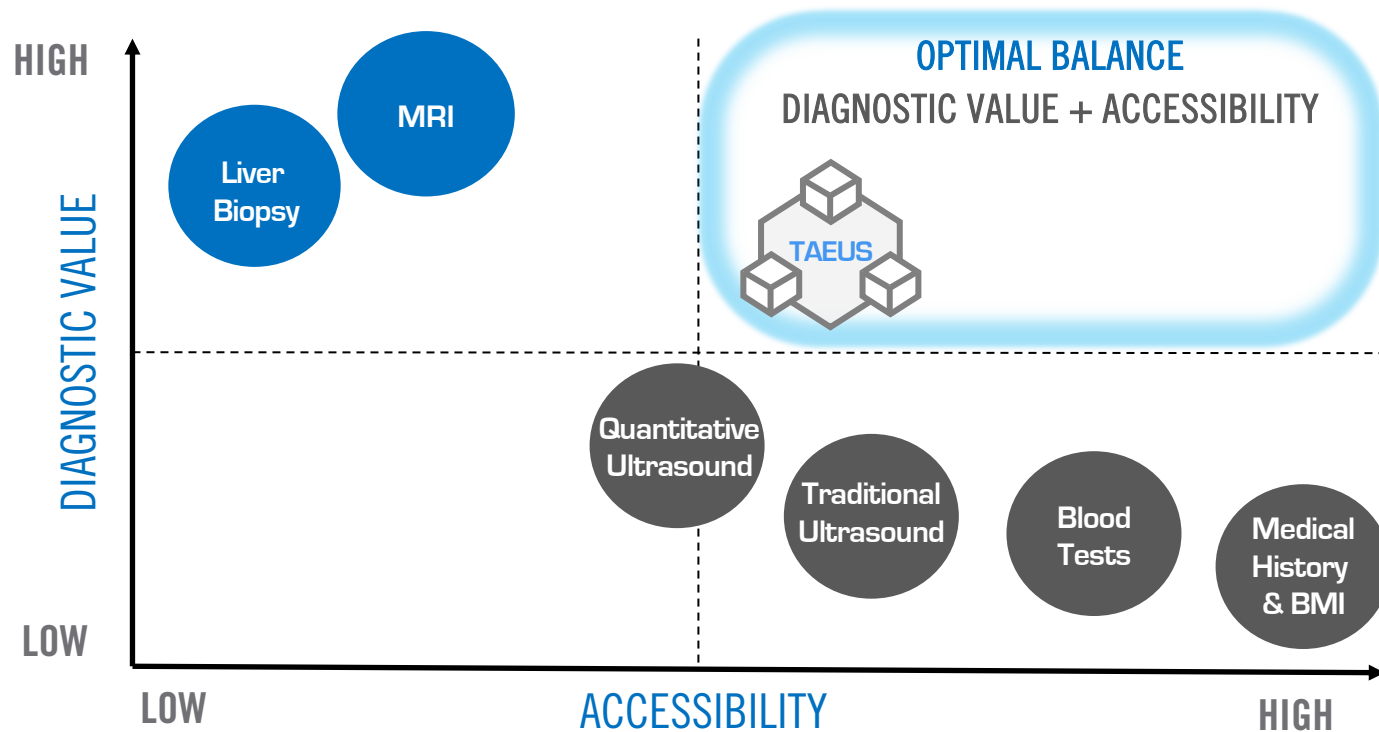 HIGH
OPTIMAL BALANCE
DIAGNOSTIC VALUE + ACCESSIBILITY
MRI
Liver
Biopsy
TAEUS
DIAGNOSTIC VALUE
Quantitative
Ultrasound
Traditional
Ultrasound
Blood
Tests
Medical
History
& BMI
LOW
LOW
ACCESSIBILITY
HIGH